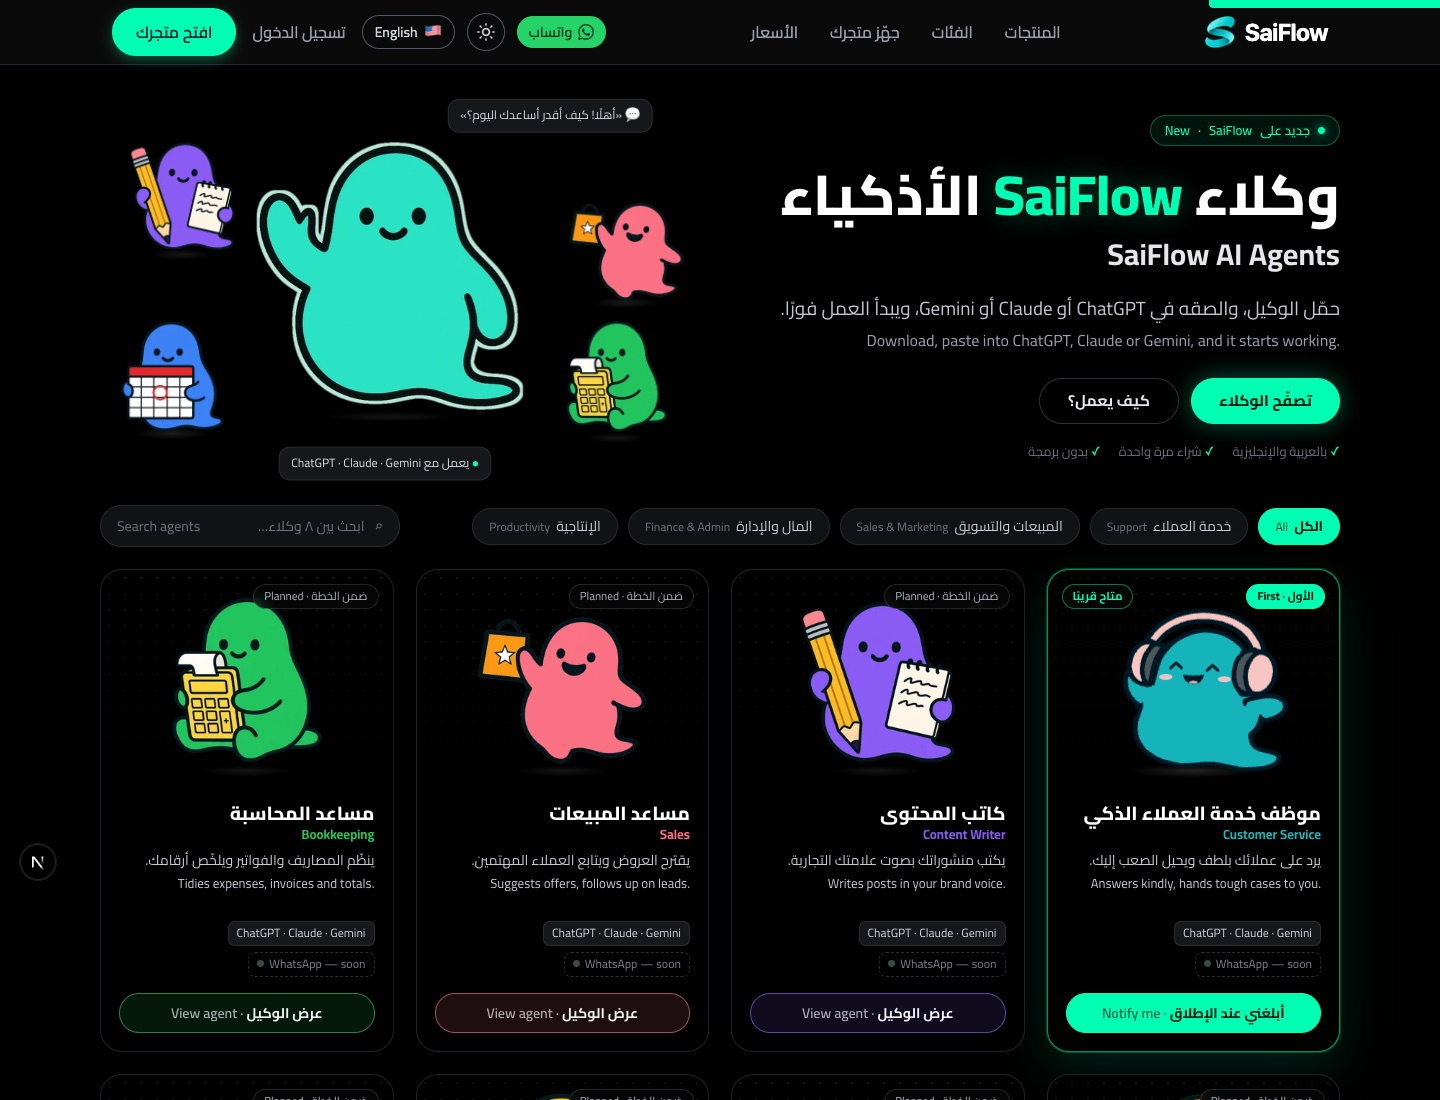 SaiFlow
المنتجات
الفئات
جهّز متجرك
الأسعار
واتساب
English
تسجيل الدخول
افتح متجرك
جديد على SaiFlow · New
وكلاء SaiFlow الأذكياء
SaiFlow AI Agents
حمّل الوكيل، والصقه في ChatGPT أو Claude أو Gemini، ويبدأ العمل فورًا.
Download, paste into ChatGPT, Claude or Gemini, and it starts working.
تصفّح الوكلاء
كيف يعمل؟
✓ بالعربية والإنجليزية
✓ شراء مرة واحدة
✓ بدون برمجة
«أهلًا! كيف أقدر أساعدك اليوم؟»
يعمل مع ChatGPT · Claude · Gemini
الكل All
خدمة العملاء Support
المبيعات والتسويق Sales & Marketing
المال والإدارة Finance & Admin
الإنتاجية Productivity
ابحث بين ٨ وكلاء... Search agents
الأول · First
متاح قريبًا
موظف خدمة العملاء الذكي
Customer Service
يرد على عملائك بلطف ويحيل الصعب إليك.
Answers kindly, hands tough cases to you.
ChatGPT · Claude · Gemini
WhatsApp — soon
أبلغني عند الإطلاق · Notify me
ضمن الخطة · Planned
كاتب المحتوى
Content Writer
يكتب منشوراتك بصوت علامتك التجارية.
Writes posts in your brand voice.
ChatGPT · Claude · Gemini
WhatsApp — soon
عرض الوكيل · View agent
ضمن الخطة · Planned
مساعد المبيعات
Sales
يقترح العروض ويتابع العملاء المهتمين.
Suggests offers, follows up on leads.
ChatGPT · Claude · Gemini
WhatsApp — soon
عرض الوكيل · View agent
ضمن الخطة · Planned
مساعد المحاسبة
Bookkeeping
ينظّم المصاريف والفواتير ويلخّص أرقامك.
Tidies expenses, invoices and totals.
ChatGPT · Claude · Gemini
WhatsApp — soon
عرض الوكيل · View agent
N